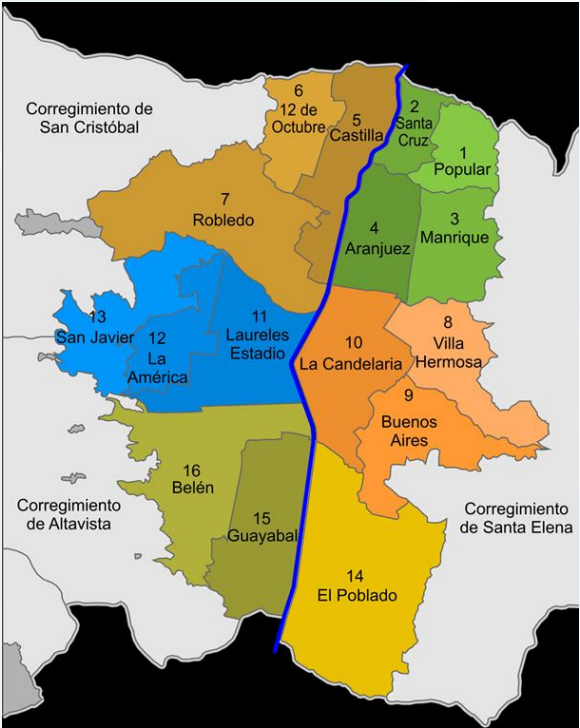 Corregimiento de
San Cristóbal
6
12 de
Octubre
5
Castilla
2
Santa
Cruz
1
Popular
7
Robledo
4
Aranjuez
3
Manrique
13
San Javier
12
La
América
11
Laureles
Estadio
10
La Candelaria
8
Villa
Hermosa
9
Buenos
Aires
16
Belén
15
Guayabal
Corregimiento
de Altavista
Corregimiento
de Santa Elena
14
El Poblado